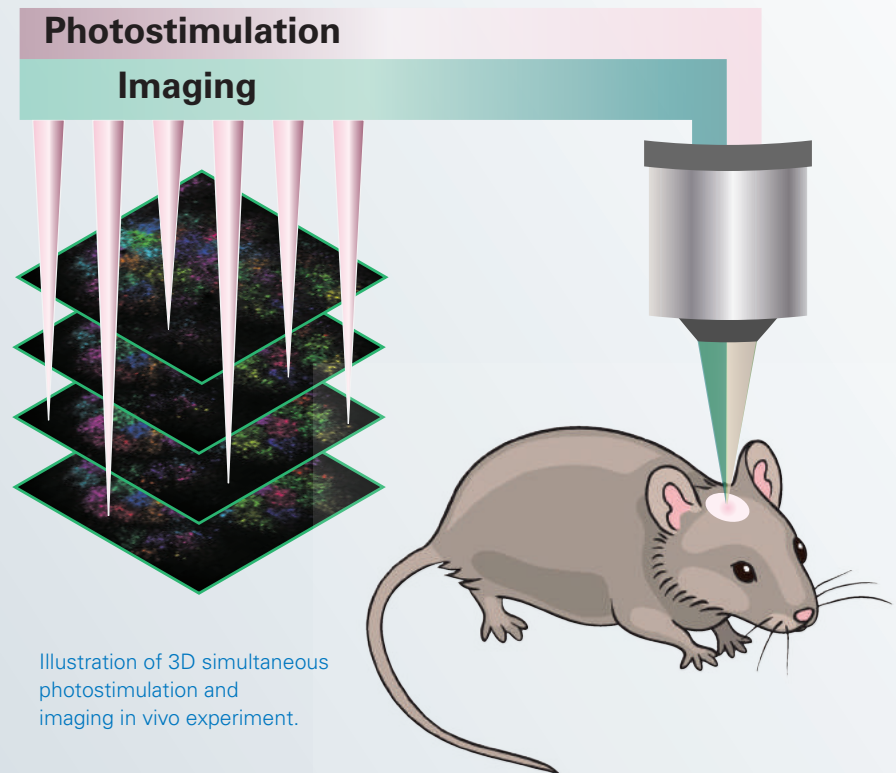 Photostimulation
Imaging
Illustration of 3D simultaneous
photostimulation and
imaging in vivo experiment.